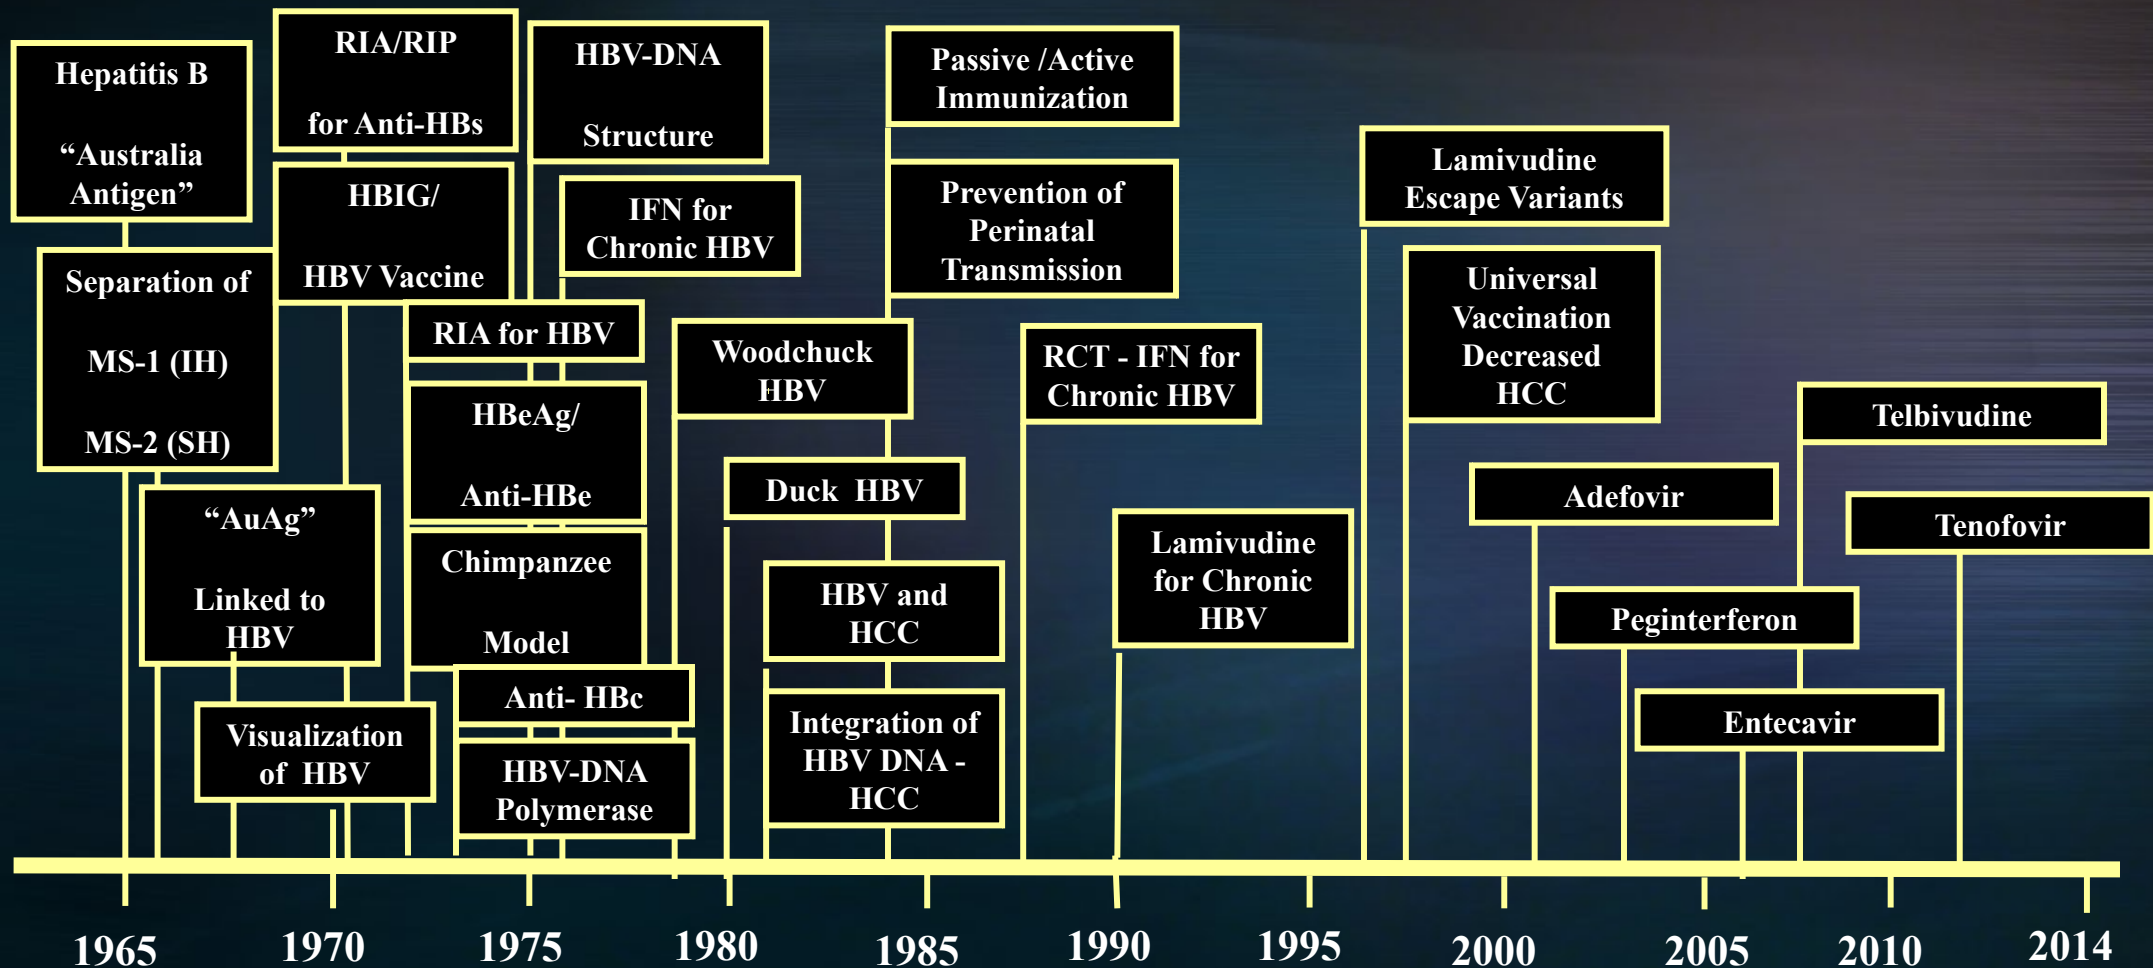 Hepatitis B
“Australia
Antigen”
Separation of
MS-1 (IH)
MS-2 (SH)
“AuAg”
Linked to
HBV
Visualization
of HBV
RIA/RIP
for Anti-HBs
HBIG/
HBV Vaccine
RIA for HBV
HBeAg/
Anti-HBe
Chimpanzee
Model
Anti- HBc
HBV-DNA
Polymerase
HBV-DNA
Structure
IFN for
Chronic HBV
Woodchuck
HBV
Duck HBV
HBV and
HCC
Integration of
HBV DNA -
HCC
Passive /Active
Immunization
Prevention of
Perinatal
Transmission
RCT - IFN for
Chronic HBV
Lamivudine
for Chronic
HBV
Lamivudine
Escape Variants
Universal
Vaccination
Decreased
HCC
Adefovir
Peginterferon
Entecavir
Telbivudine
Tenofovir
1965 1970 1975 1980 1985 1990 1995 2000 2005 2010 2014